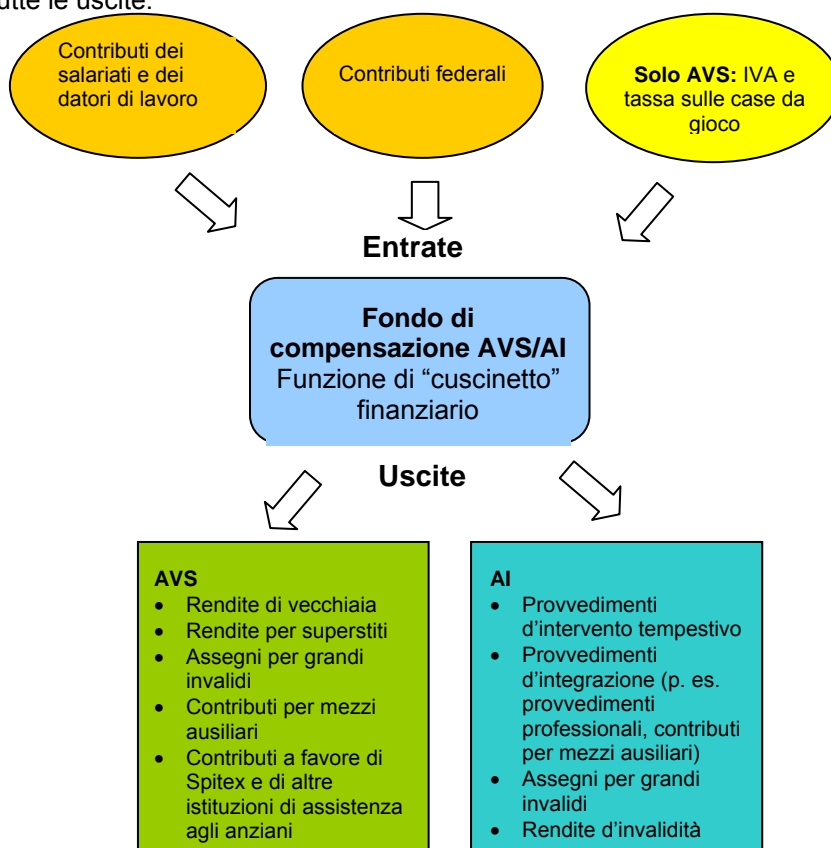 tutte le uscite.
Contributi dei
salariati e dei
datori di lavoro
Contributi federali
Solo AVS: IVA e
tassa sulle case da
gioco
Entrate
Fondo di
compensazione AVS/AI
Funzione di “cuscinetto”
finanziario
Uscite
AVS
• Rendite di vecchiaia
• Rendite per superstiti
• Assegni per grandi
invalidi
• Contributi per mezzi
ausiliari
• Contributi a favore di
Spitex e di altre
istituzioni di assistenza
agli anziani
AI
• Provvedimenti
d’intervento tempestivo
• Provvedimenti
d’integrazione (p. es.
provvedimenti
professionali, contributi
per mezzi ausiliari)
• Assegni per grandi
invalidi
• Rendite d’invalidità